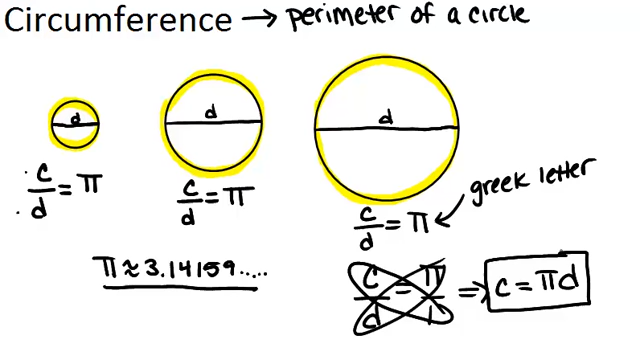 Circumference → perimeter of a circle
d
d
d
c/d = π
c/d = π
c/d = π
greek letter
π ≈ 3.14159.....
c/d = π/1 ⇒ c = πd